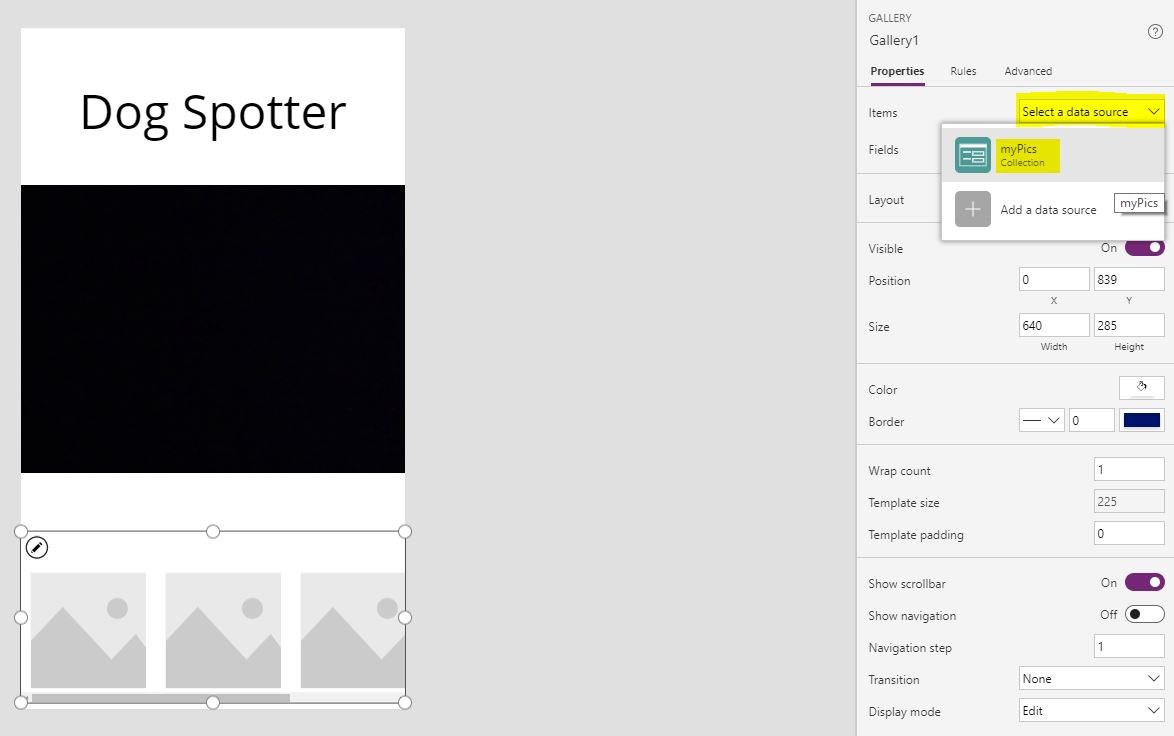 Dog Spotter
GALLERY
Gallery1
?
Properties Rules Advanced
Items Select a data source
Fields
myPics
Collection
Layout
Add a data source
myPics
Visible On
Position 0 839
X Y
Size 640 285
Width Height
Color
Border 0
Wrap count 1
Template size 225
Template padding 0
Show scrollbar On
Show navigation Off
Navigation step 1
Transition None
Display mode Edit